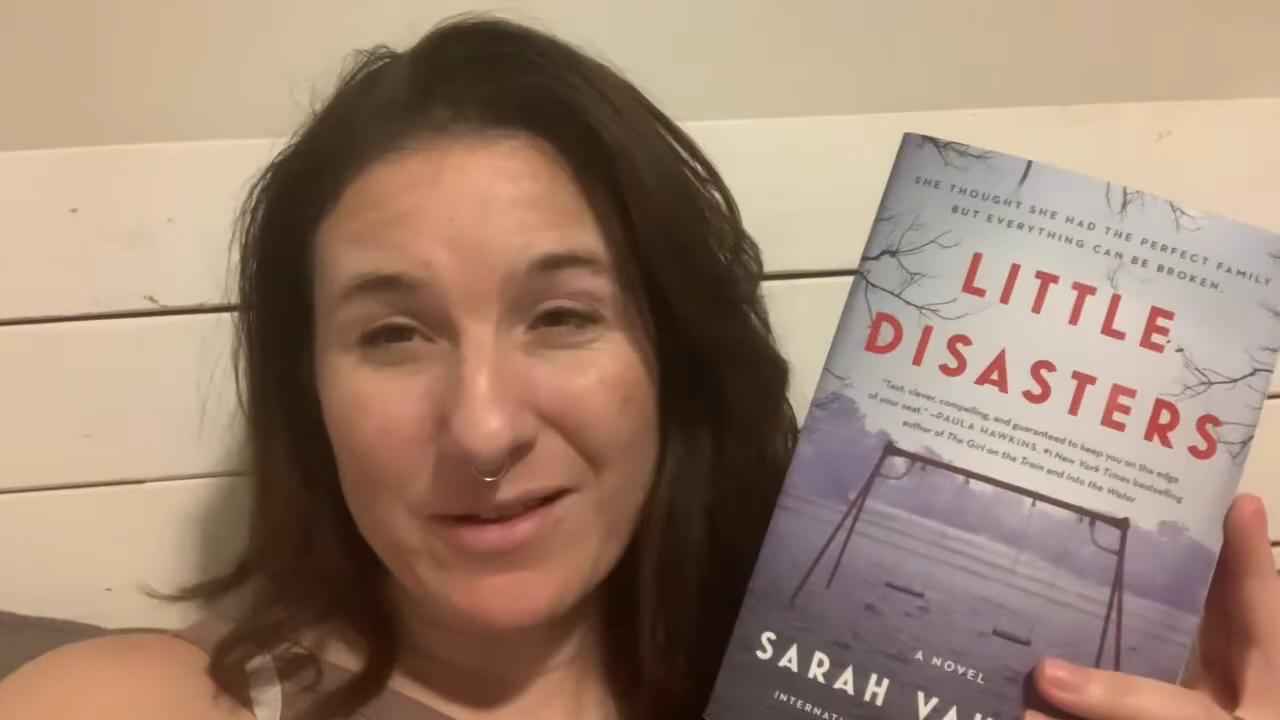 SHE THOUGHT SHE HAD THE PERFECT FAMILY
BUT EVERYTHING CAN BE BROKEN.
LITTLE
DISASTERS
"Taut, clever, compelling, and guaranteed to keep you on the edge
of your seat." —PAULA HAWKINS, #1 New York Times bestselling
author of The Girl on the Train and Into the Water
A NOVEL
SARAH